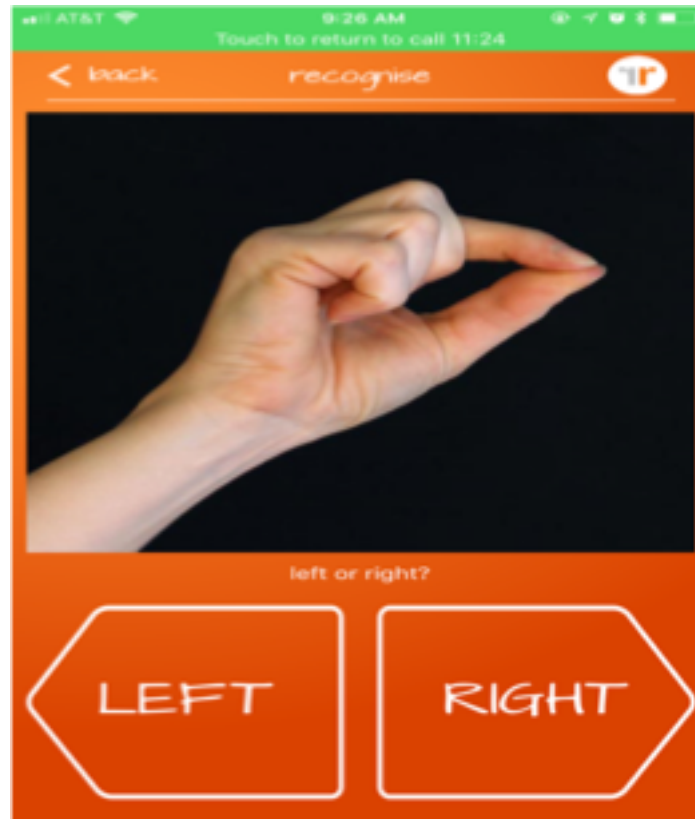 AT&T 9:26 AM
Touch to return to call 11:24
back recognise
left or right?
LEFT RIGHT